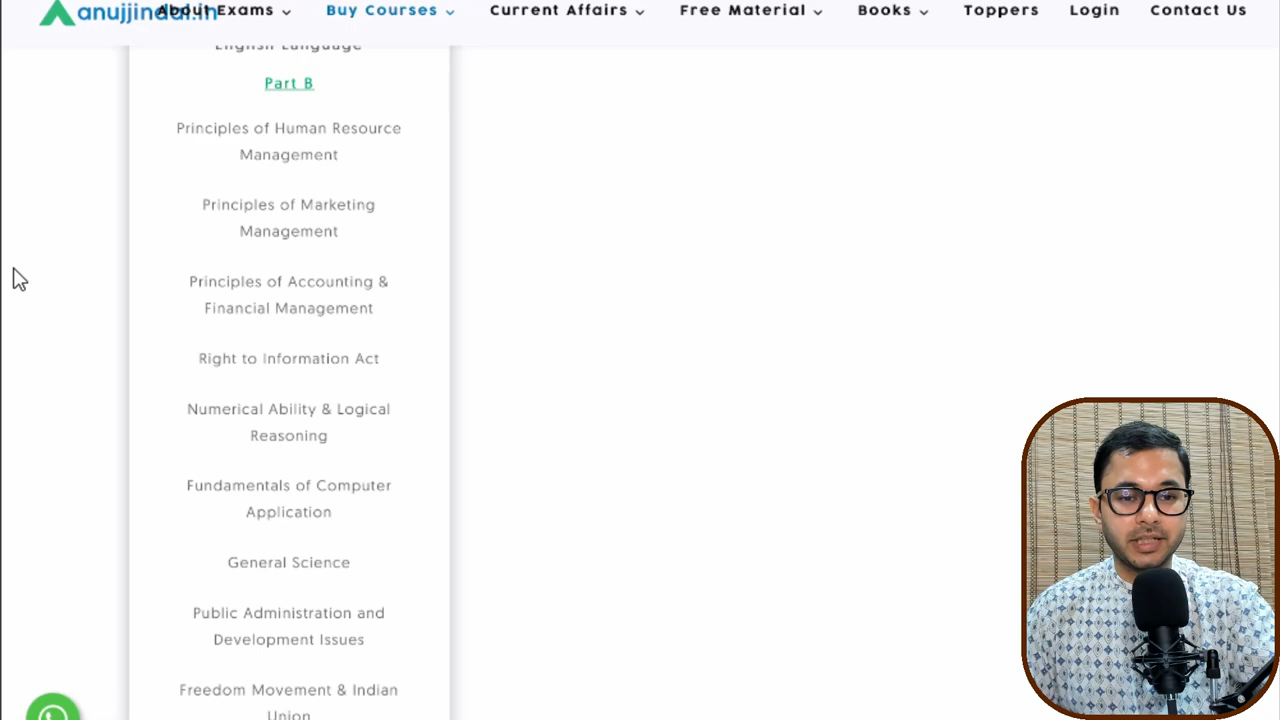 anujjindal.in
About Exams
Buy Courses
Current Affairs
Free Material
Books
Toppers
Login
Contact Us
English Language
Part B
Principles of Human Resource
Management
Principles of Marketing
Management
Principles of Accounting &
Financial Management
Right to Information Act
Numerical Ability & Logical
Reasoning
Fundamentals of Computer
Application
General Science
Public Administration and
Development Issues
Freedom Movement & Indian
Union